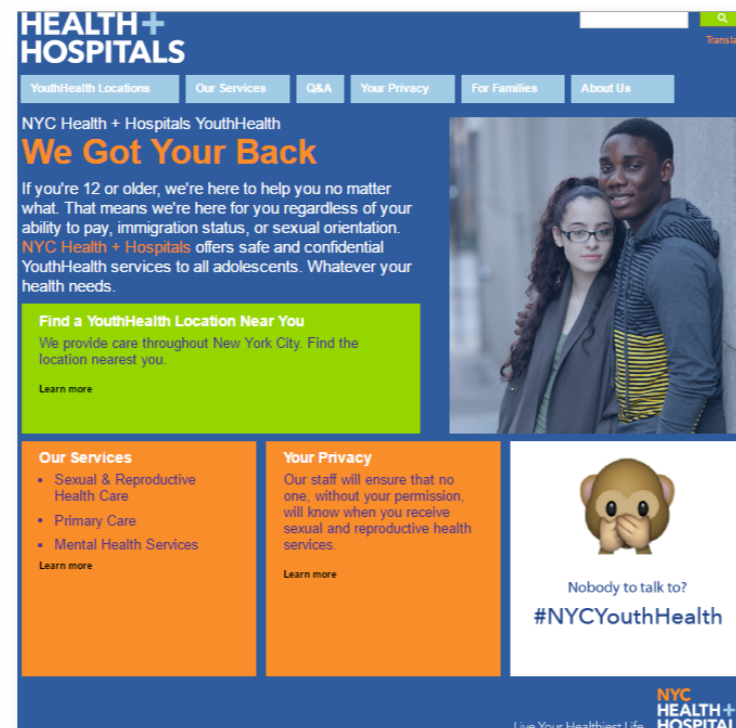 HEALTH+
HOSPITALS
YouthHealth Locations
Our Services
Q&A
Your Privacy
For Families
About Us
NYC Health + Hospitals YouthHealth
We Got Your Back
If you're 12 or older, we're here to help you no matter
what. That means we're here for you regardless of your
ability to pay, immigration status, or sexual orientation.
NYC Health + Hospitals offers safe and confidential
YouthHealth services to all adolescents. Whatever your
health needs.
Find a YouthHealth Location Near You
We provide care throughout New York City. Find the
location nearest you.
Learn more
Our Services
• Sexual & Reproductive
Health Care
• Primary Care
• Mental Health Services
Learn more
Your Privacy
Our staff will ensure that no
one, without your permission,
will know when you receive
sexual and reproductive health
services.
Learn more
Nobody to talk to?
#NYCYouthHealth
Live Your Healthiest Life.
NYC
HEALTH+